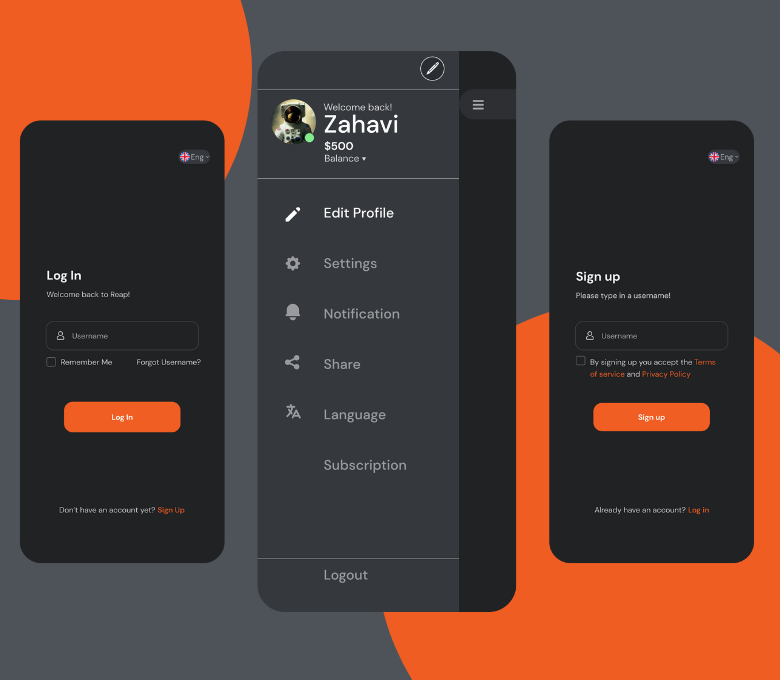 Eng
Log In
Welcome back to Reap!
Username
Remember Me
Forgot Username?
Log In
Don't have an account yet? Sign Up
Welcome back!
Zahavi
$500
Balance
Edit Profile
Settings
Notification
Share
Language
Subscription
Logout
Eng
Sign up
Please type in a username!
Username
By signing up you accept the Terms
of service and Privacy Policy
Sign up
Already have an account? Log in